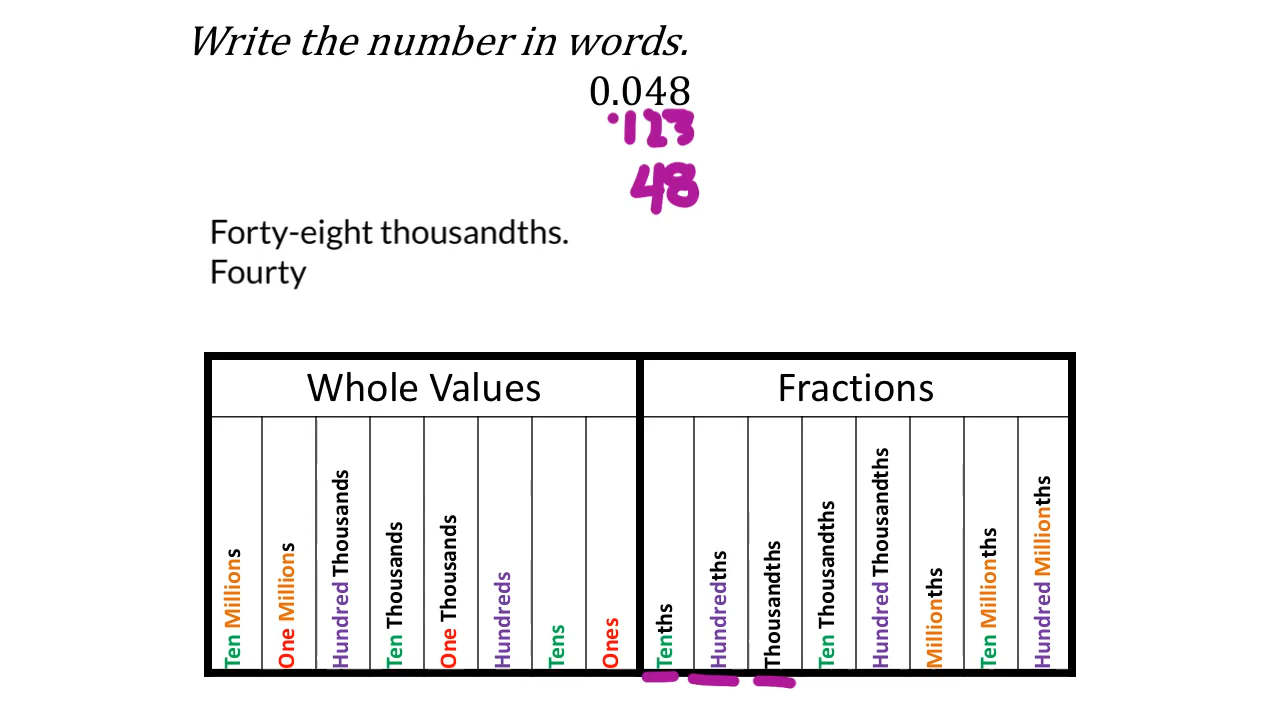 Write the number in words.
0.048
.123
48
Forty-eight thousandths.
Fourty
Whole Values
Fractions
Ten Millions
One Millions
Hundred Thousands
Ten Thousands
One Thousands
Hundreds
Tens
Ones
Tenths
Hundredths
Thousandths
Ten Thousandths
Hundred Thousandths
Millionths
Ten Millionths
Hundred Millionths